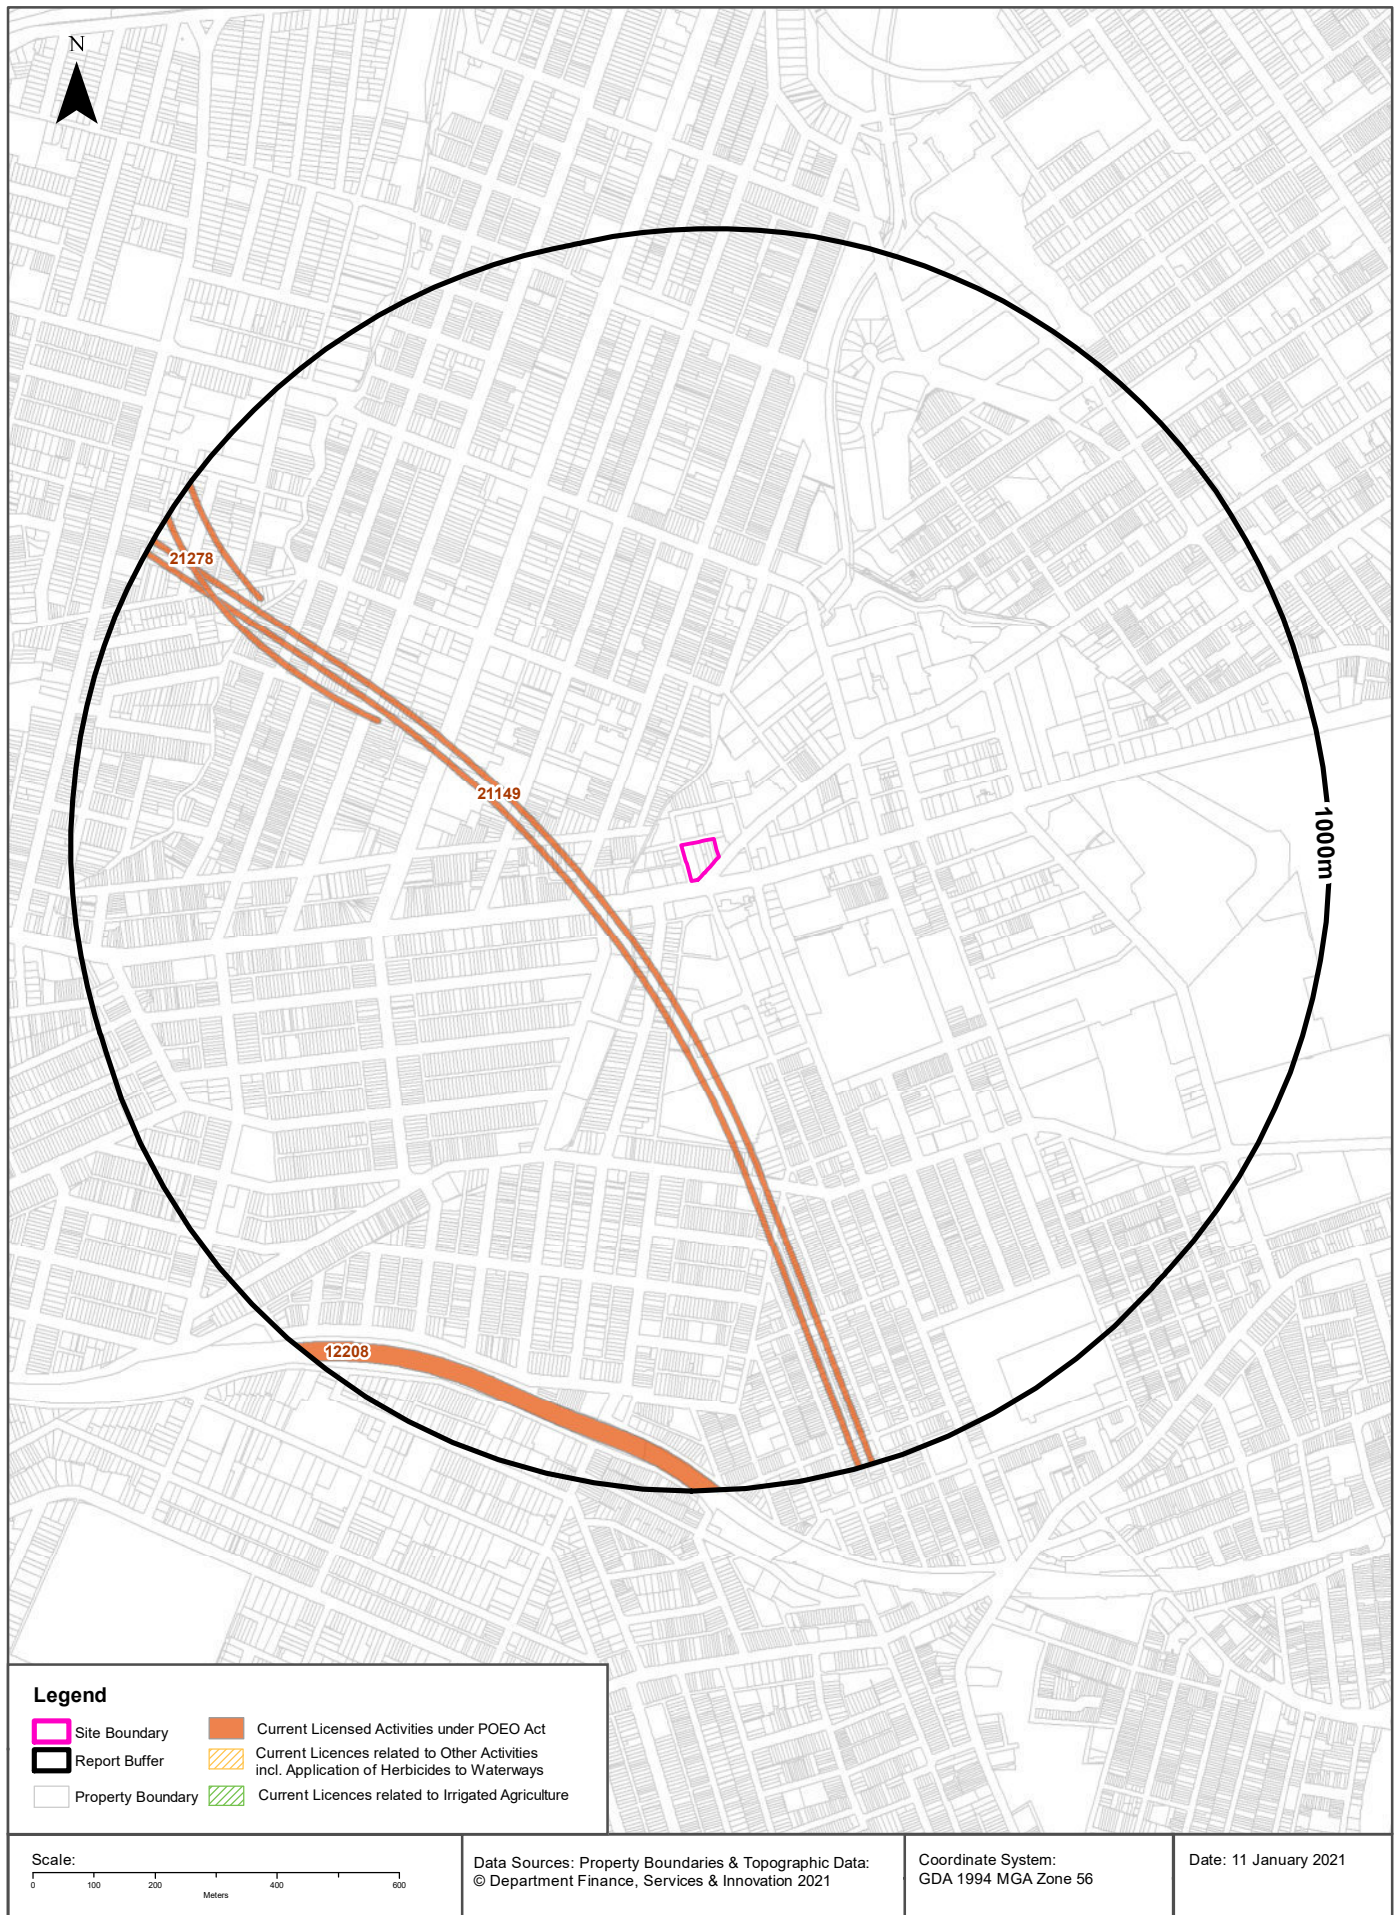 N
21278
21149
1000m
12208
Legend
Site Boundary
Report Buffer
Property Boundary
Current Licensed Activities under POEO Act
Current Licences related to Other Activities
incl. Application of Herbicides to Waterways
Current Licences related to Irrigated Agriculture
Scale:
0 100 200 400 600
Meters
Data Sources: Property Boundaries & Topographic Data:
© Department Finance, Services & Innovation 2021
Coordinate System:
GDA 1994 MGA Zone 56
Date: 11 January 2021